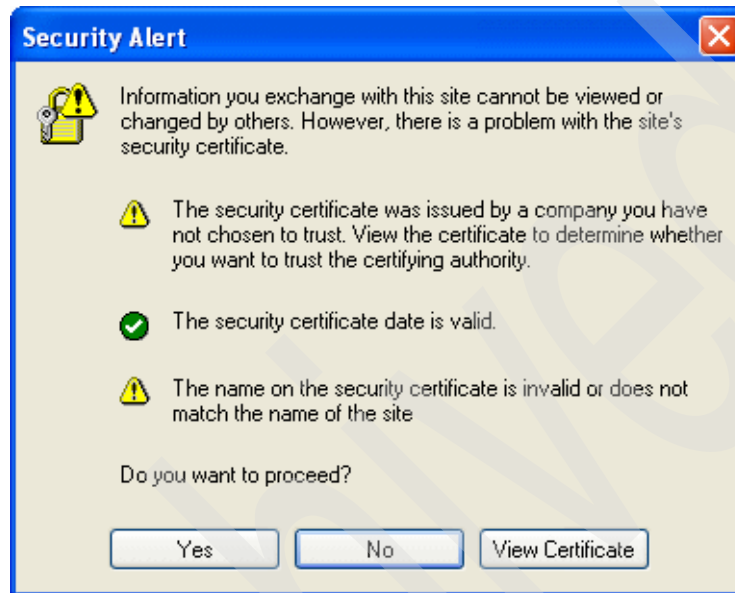 Security Alert
Information you exchange with this site cannot be viewed or
changed by others. However, there is a problem with the site's
security certificate.
The security certificate was issued by a company you have
not chosen to trust. View the certificate to determine whether
you want to trust the certifying authority.
The security certificate date is valid.
The name on the security certificate is invalid or does not
match the name of the site
Do you want to proceed?
Yes No View Certificate